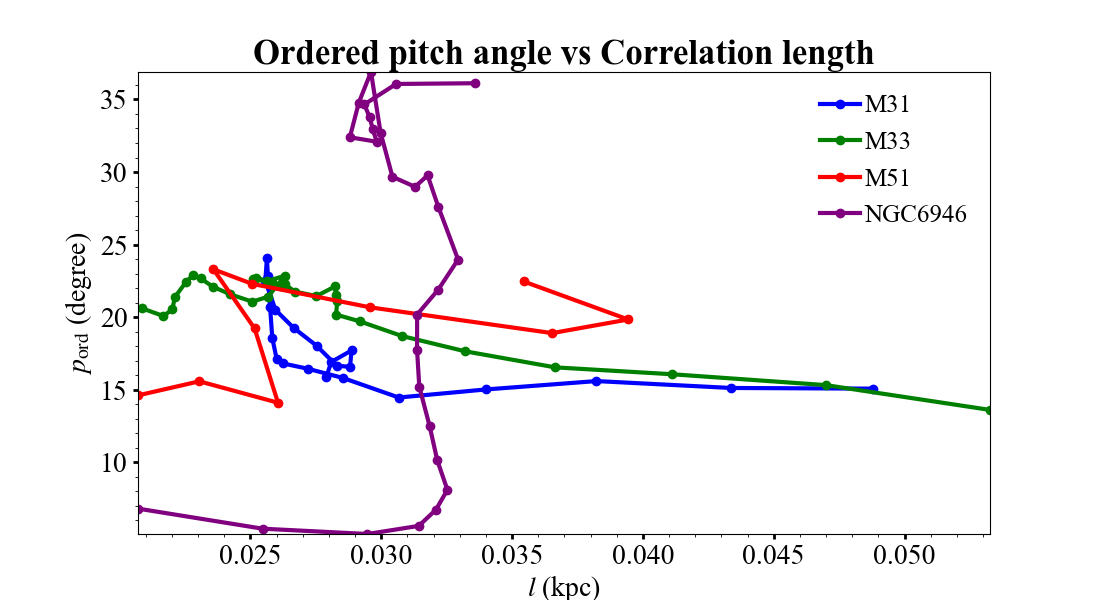 Ordered pitch angle vs Correlation length
M31
M33
M51
NGC6946
35
30
25
20
15
10
p_ord (degree)
0.025 0.030 0.035 0.040 0.045 0.050
l (kpc)